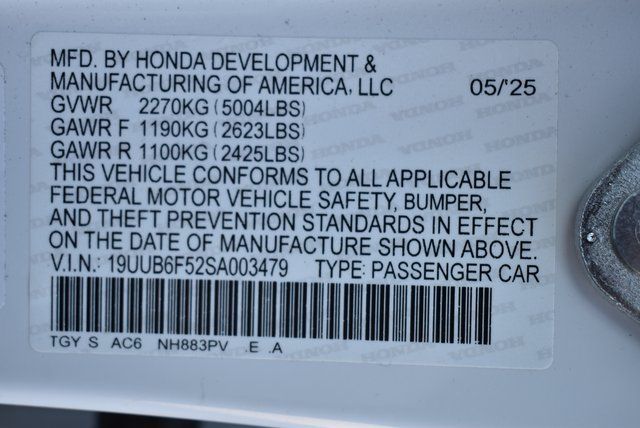 MFD. BY HONDA DEVELOPMENT &
MANUFACTURING OF AMERICA, LLC 05/'25
GVWR 2270KG (5004LBS)
GAWR F 1190KG (2623LBS)
GAWR R 1100KG (2425LBS)
THIS VEHICLE CONFORMS TO ALL APPLICABLE
FEDERAL MOTOR VEHICLE SAFETY, BUMPER,
AND THEFT PREVENTION STANDARDS IN EFFECT
ON THE DATE OF MANUFACTURE SHOWN ABOVE.
V.I.N.: 19UUB6F52SA003479 TYPE: PASSENGER CAR
TGY S AC6 NH883PV .E .A